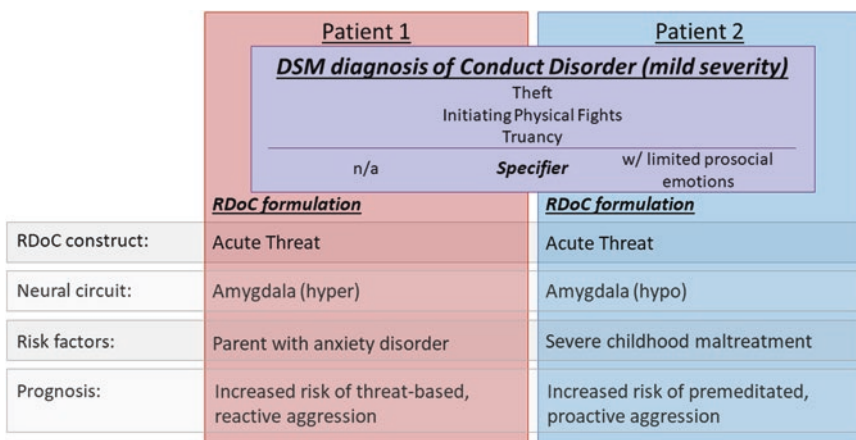 Patient 1
Patient 2
DSM diagnosis of Conduct Disorder (mild severity)
Theft
Initiating Physical Fights
Truancy
n/a
Specifier
w/ limited prosocial
emotions
RDoC formulation
RDoC formulation
RDoC construct:
Acute Threat
Acute Threat
Neural circuit:
Amygdala (hyper)
Amygdala (hypo)
Risk factors:
Parent with anxiety disorder
Severe childhood maltreatment
Prognosis:
Increased risk of threat-based,
reactive aggression
Increased risk of premeditated,
proactive aggression